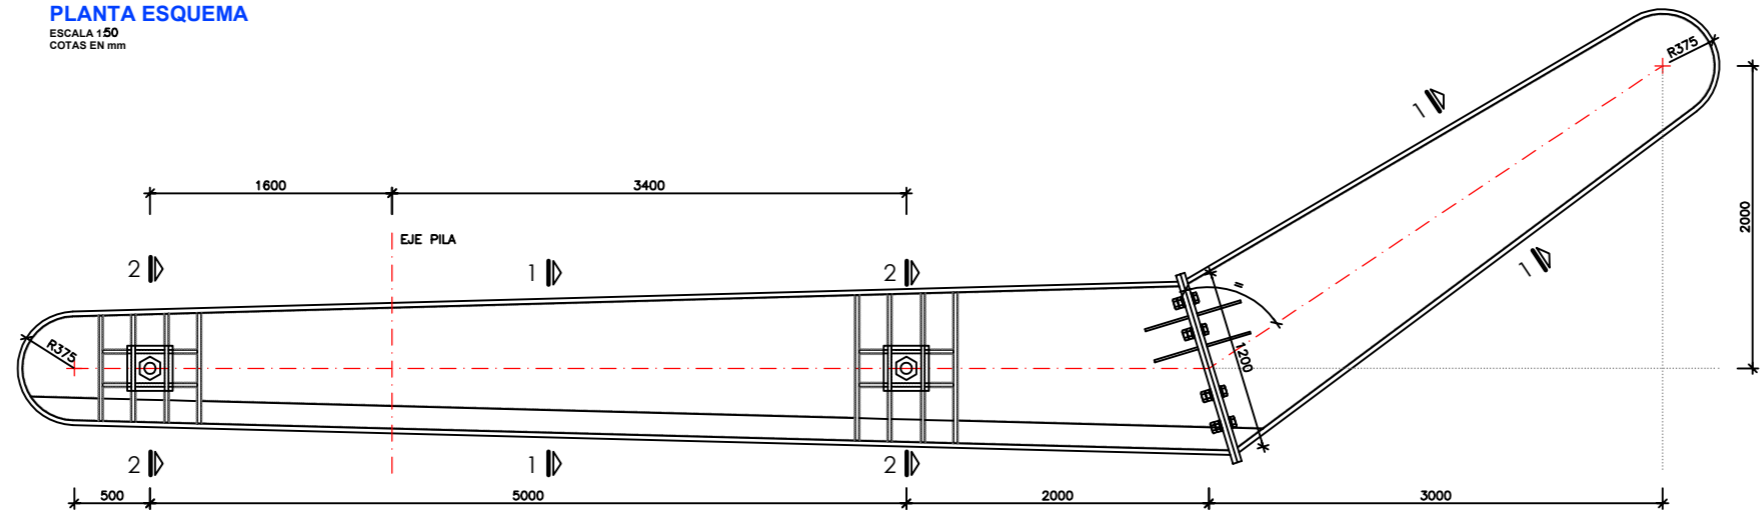 PLANTA ESQUEMA
ESCALA 1:50
COTAS EN mm
R375
1
2000
1600
3400
EJE PILA
2
1
2
=
1
R375
1200
2
1
2
500
5000
2000
3000